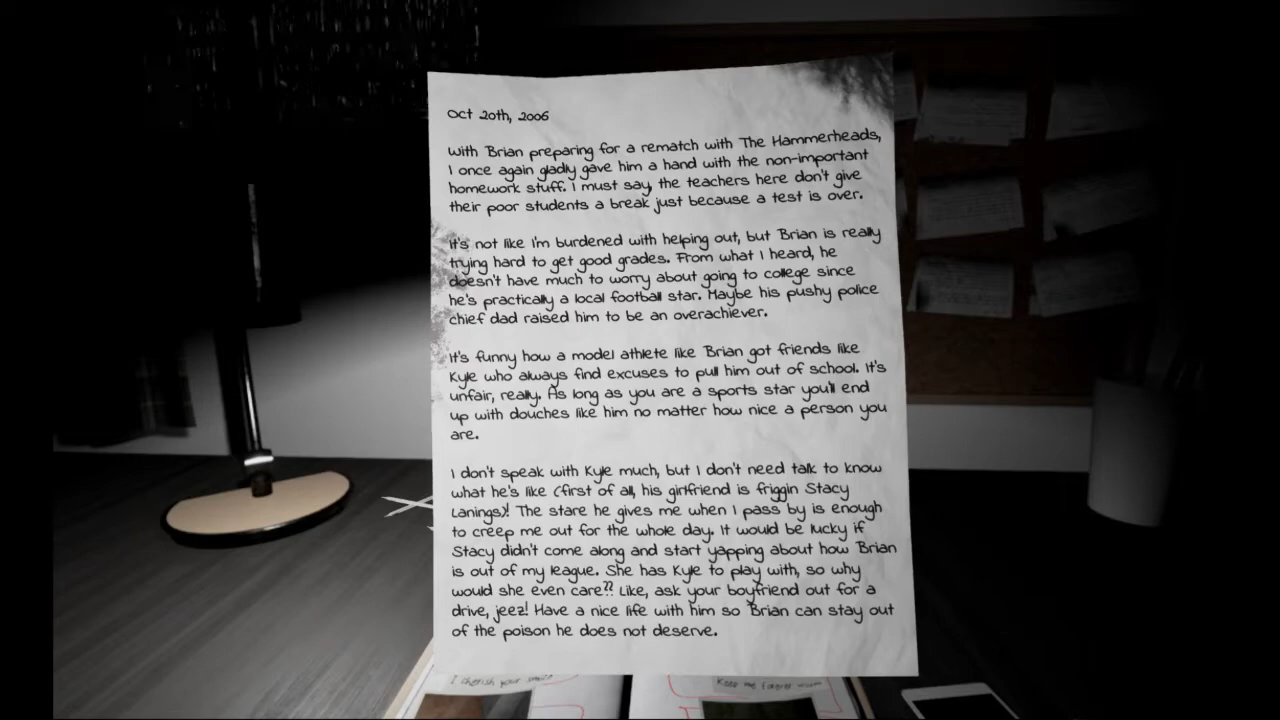 Oct 20th, 2006
With Brian preparing for a rematch with The Hammerheads,
I once again gladly gave him a hand with the non-important
homework stuff. I must say, the teachers here don't give
their poor students a break just because a test is over.
It's not like I'm burdened with helping out, but Brian is really
trying hard to get good grades. From what I heard, he
doesn't have much to worry about going to college since
he's practically a local football star. Maybe his pushy police
chief dad raised him to be an overachiever.
It's funny how a model athlete like Brian got friends like
Kyle who always find excuses to pull him out of school. It's
unfair, really. As long as you are a sports star you'll end
up with douches like him no matter how nice a person you
are.
I don't speak with Kyle much, but I don't need talk to know
what he's like (first of all, his girlfriend is friggin Stacy
Lanings)! The stare he gives me when I pass by is enough
to creep me out for the whole day. It would be lucky if
Stacy didn't come along and start yapping about how Brian
is out of my league. She has Kyle to play with, so why
would she even care?? Like, ask your boyfriend out for a
drive, jeez! Have a nice life with him so Brian can stay out
of the poison he does not deserve.
I cherish your smile
Keep me forever warm